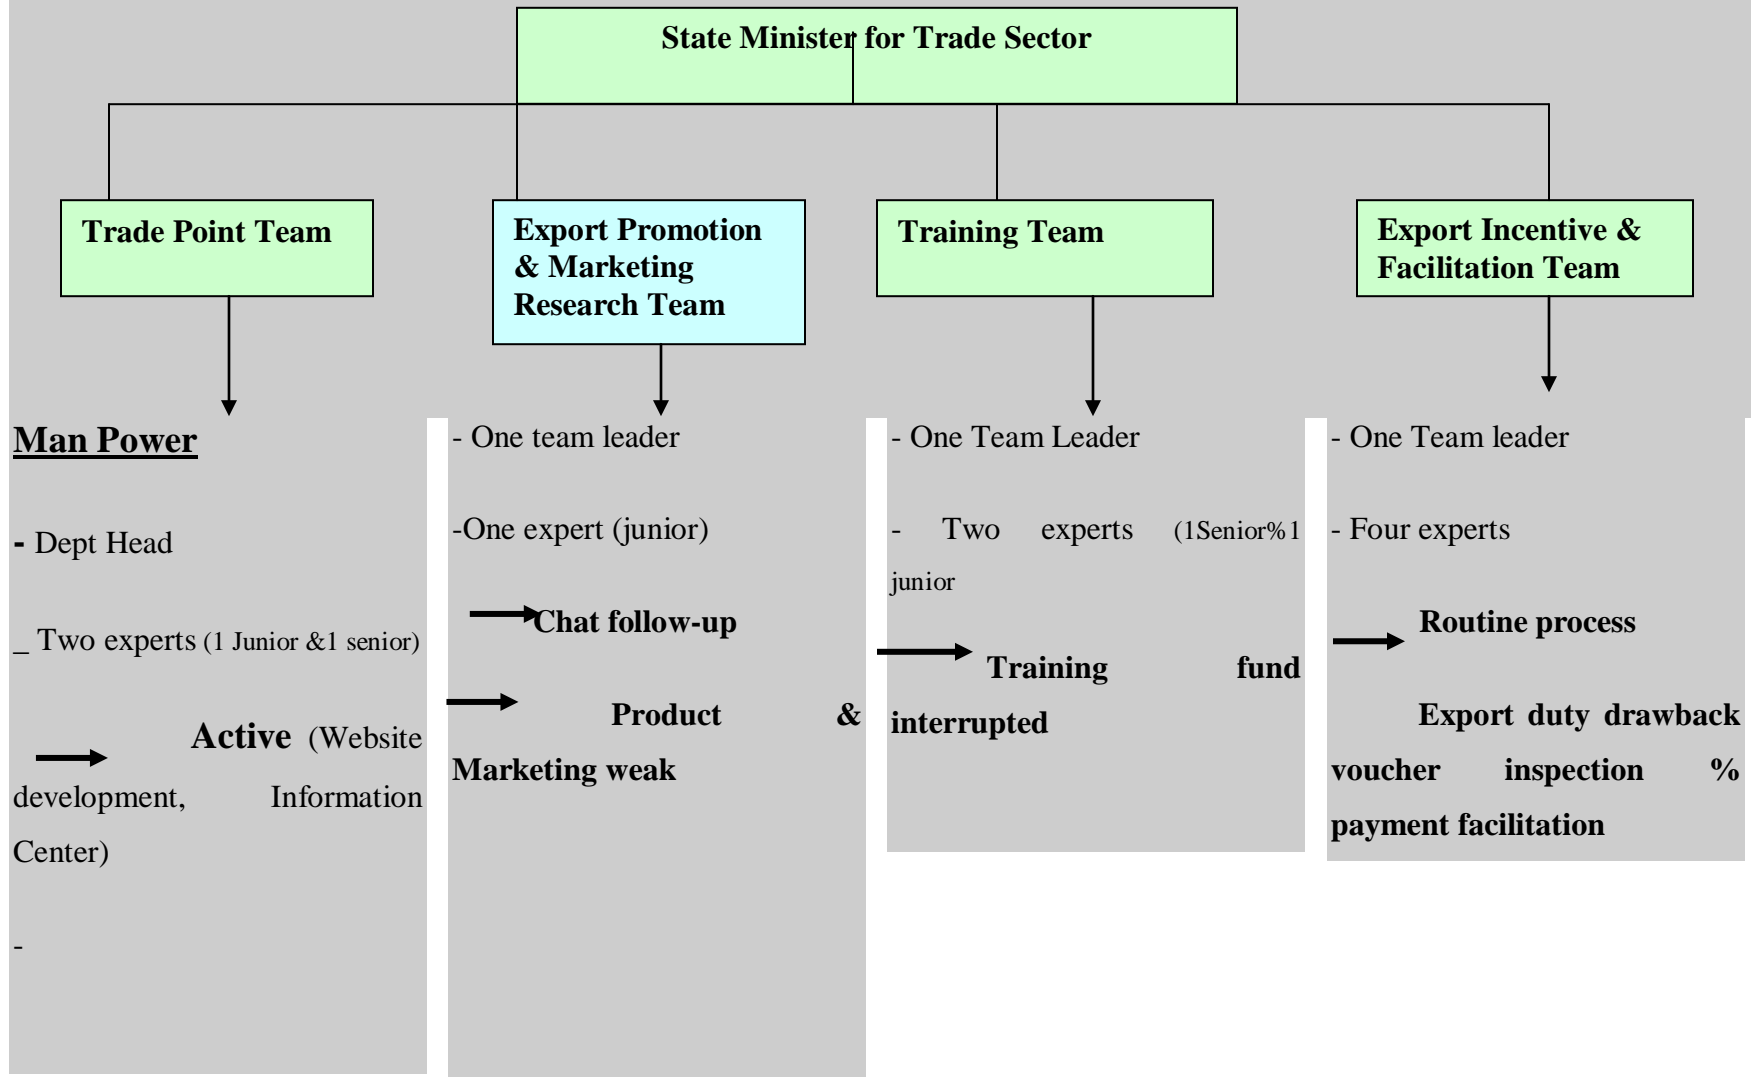 State Minister for Trade Sector
Trade Point Team
Export Promotion
& Marketing
Research Team
Training Team
Export Incentive &
Facilitation Team
Man Power
- Dept Head
_ Two experts (1 Junior &1 senior)
Active (Website
development, Information
Center)
-
- One team leader
-One expert (junior)
Chat follow-up
Product &
Marketing weak
- One Team Leader
- Two experts (1Senior%1
junior
Training fund
interrupted
- One Team leader
- Four experts
Routine process
Export duty drawback
voucher inspection %
payment facilitation